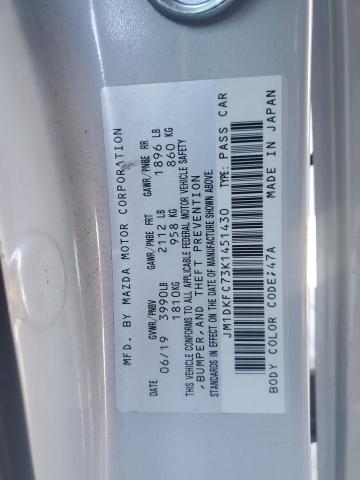 MFD. BY MAZDA MOTOR CORPORATION
DATE GVWR/PNBV GAWR/PNBE FRT GAWR/PNBE RR
06/19 3990LB 2112 LB 1896 LB
1810KG 958 KG 860 KG
THIS VEHICLE CONFORMS TO ALL APPLICABLE FEDERAL MOTOR VEHICLE SAFETY
,BUMPER,AND THEFT PREVENTION
STANDARDS IN EFFECT ON THE DATE OF MANUFACTURE SHOWN ABOVE.
JM1DKFC73K1451430 TYPE: PASS CAR
BODY COLOR CODE/47A MADE IN JAPAN